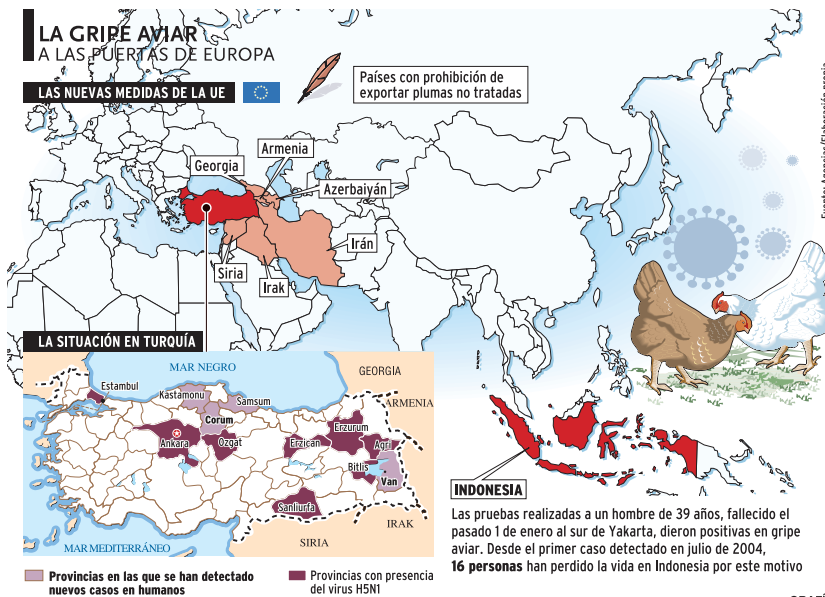 LA GRIPE AVIAR
A LAS PUERTAS DE EUROPA
LAS NUEVAS MEDIDAS DE LA UE
Países con prohibición de
exportar plumas no tratadas
Georgia
Armenia
Azerbaiyán
Irán
Siria
Irak
LA SITUACIÓN EN TURQUÍA
MAR NEGRO
GEORGIA
ARMENIA
Estambul
Kastamonu
Samsum
Corum
Ankara
Ozgat
Erzican
Erzurum
Agri
Bitlis
Van
Sanliurfa
IRAK
SIRIA
MAR MEDITERRÁNEO
Provincias en las que se han detectado
nuevos casos en humanos
Provincias con presencia
del virus H5N1
INDONESIA
Las pruebas realizadas a un hombre de 39 años, fallecido el
pasado 1 de enero al sur de Yakarta, dieron positivas en gripe
aviar. Desde el primer caso detectado en julio de 2004,
16 personas han perdido la vida en Indonesia por este motivo